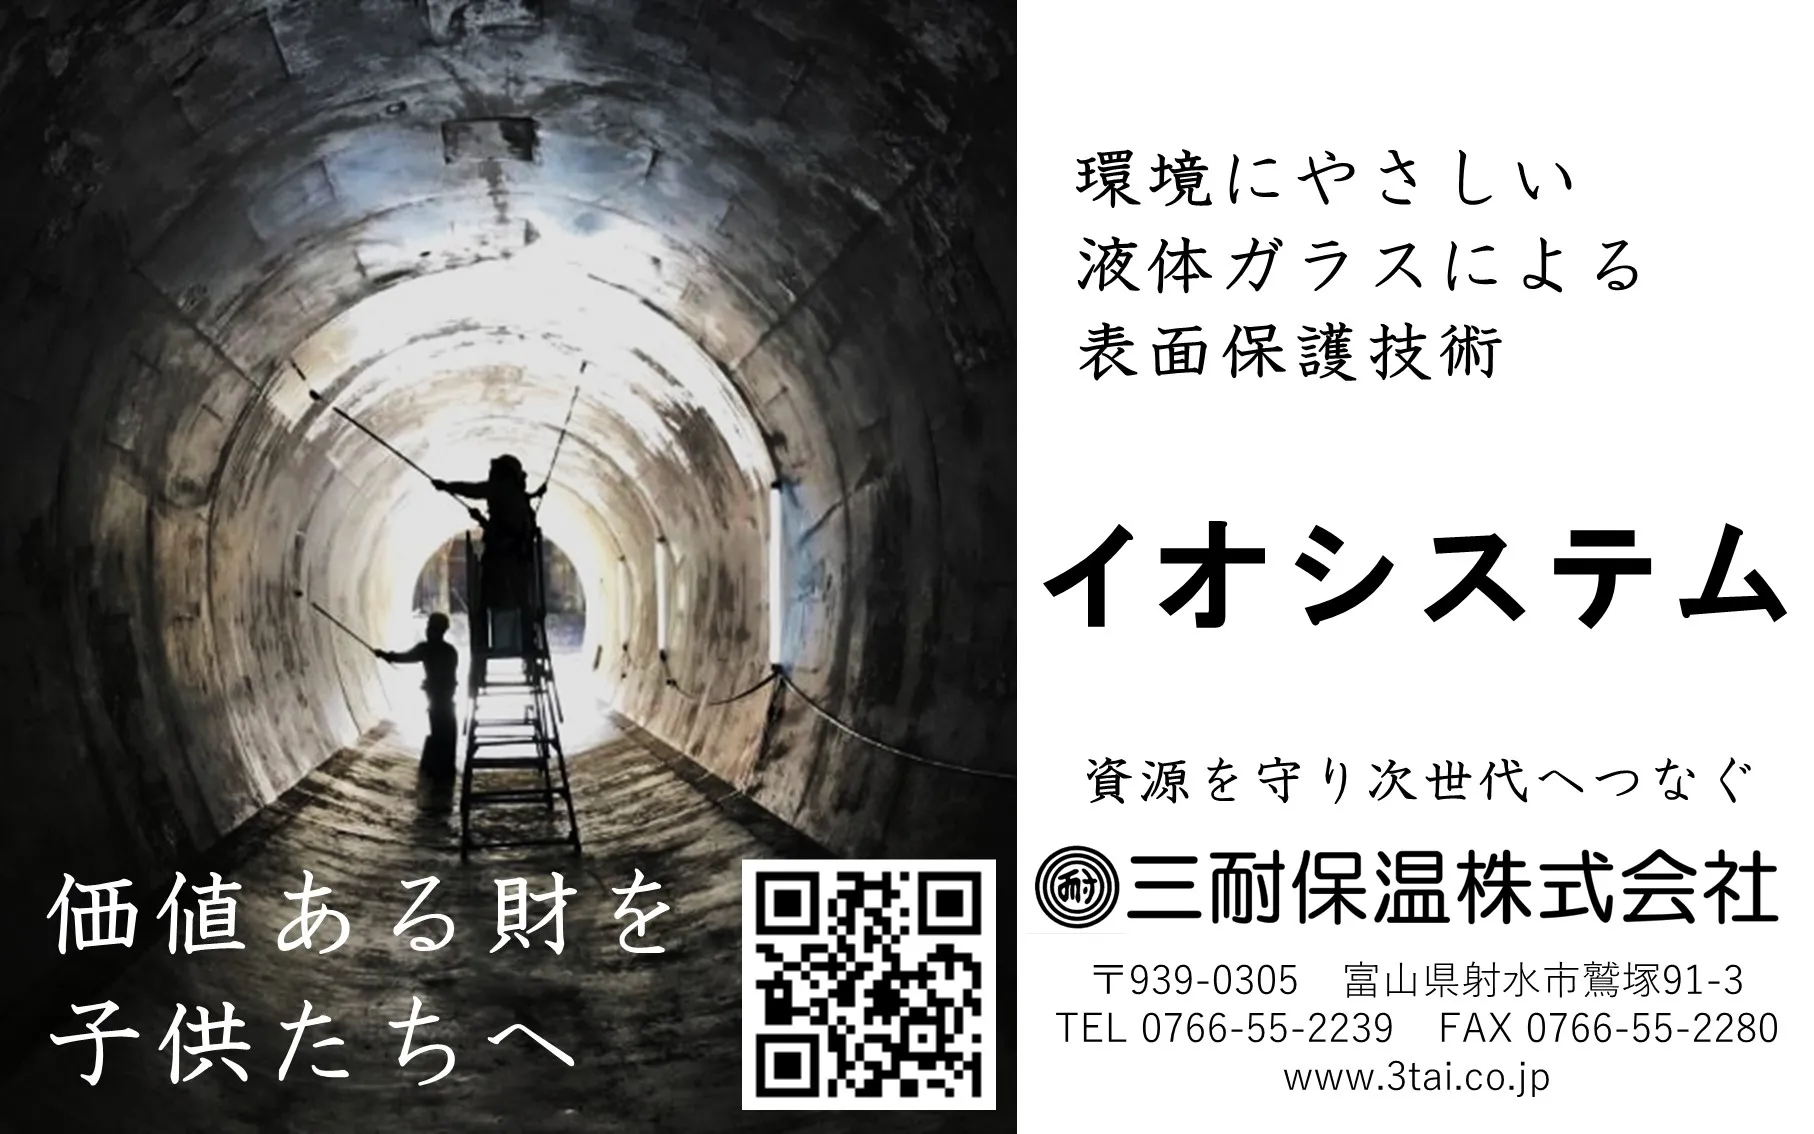 環境にやさしい
液体ガラスによる
表面保護技術
イオシステム
資源を守り次世代へつなぐ
耐 三耐保温株式会社
〒939-0305　富山県射水市鷲塚91-3
TEL 0766-55-2239　FAX 0766-55-2280
www.3tai.co.jp
価値ある財を
子供たちへ